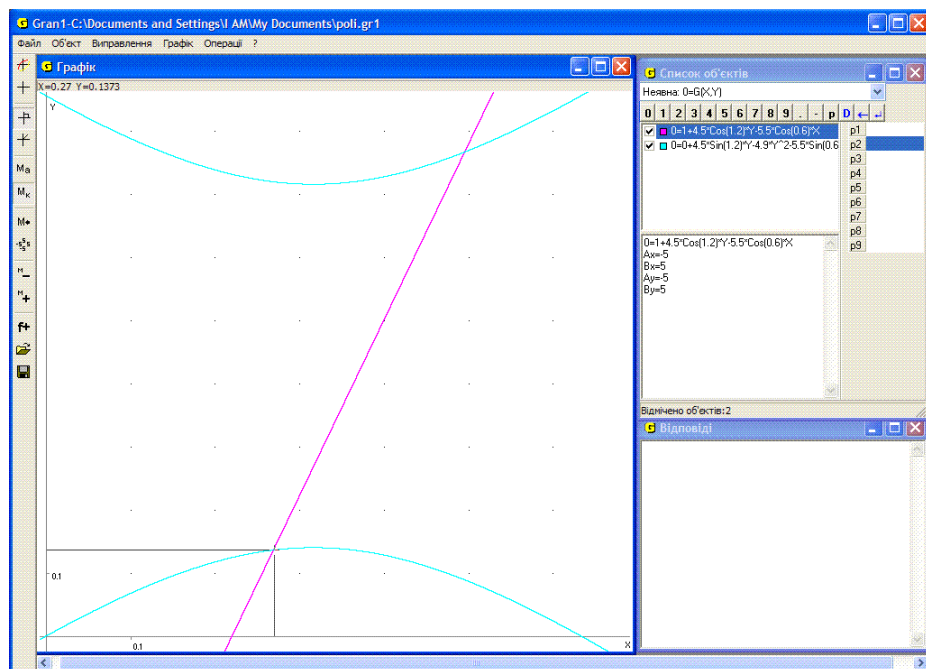 Gran1-C:\Documents and Settings\I AM\My Documents\poli.gr1
Файл Об'єкт Виправлення Графік Операції ?
Графік
X=0.27 Y=0.1373
Y
0.1
0.1
X
Ma
Mк
M+
M
M+
f+
Список об'єктів
Неявна: 0=G(X,Y)
0 1 2 3 4 5 6 7 8 9 . - p D ← ↵
0=1+4.5*Cos(1.2)*Y-5.5*Cos(0.6)*X
0=0+4.5*Sin(1.2)*Y-4.9*Y^2-5.5*Sin(0.6
p1
p2
p3
p4
p5
p6
p7
p8
p9
0=1+4.5*Cos(1.2)*Y-5.5*Cos(0.6)*X
Ax=-5
Bx=5
Ay=-5
By=5
Відмічено об'єктів:2
Відповіді